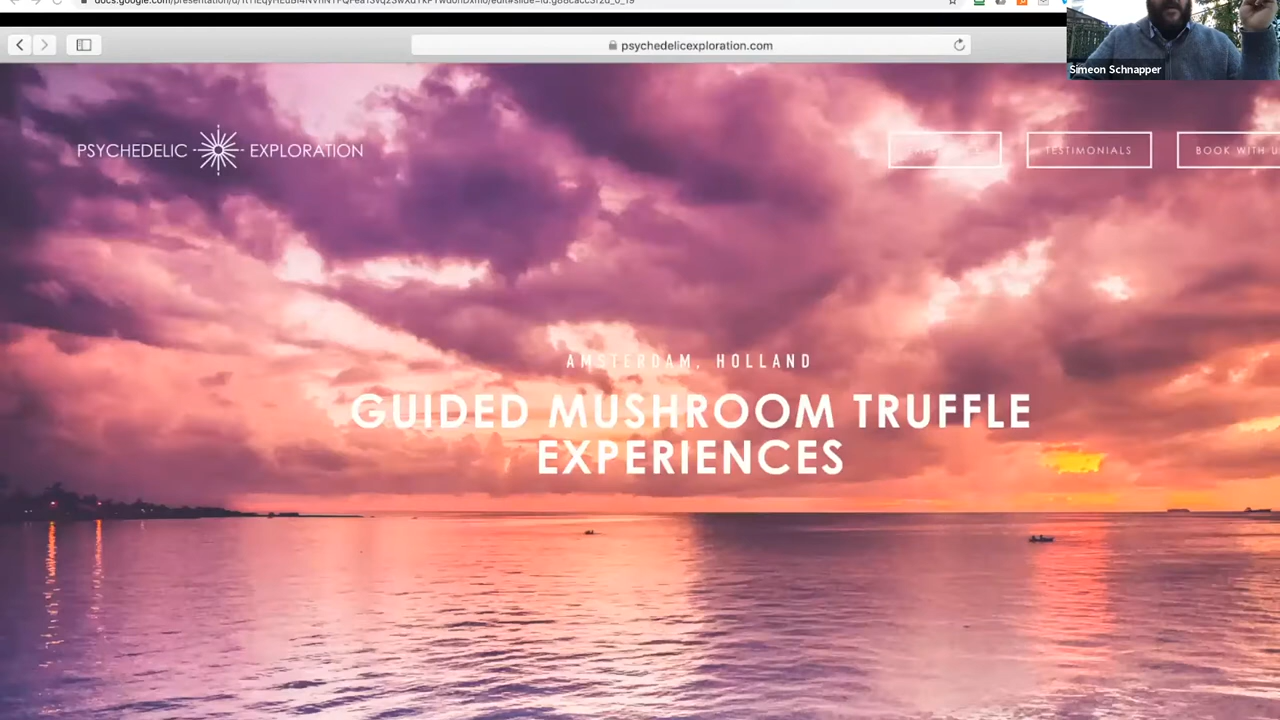 psychedelicexploration.com
Simeon Schnapper
PSYCHEDELIC EXPLORATION
TESTIMONIALS
BOOK WITH U
AMSTERDAM, HOLLAND
GUIDED MUSHROOM TRUFFLE
EXPERIENCES